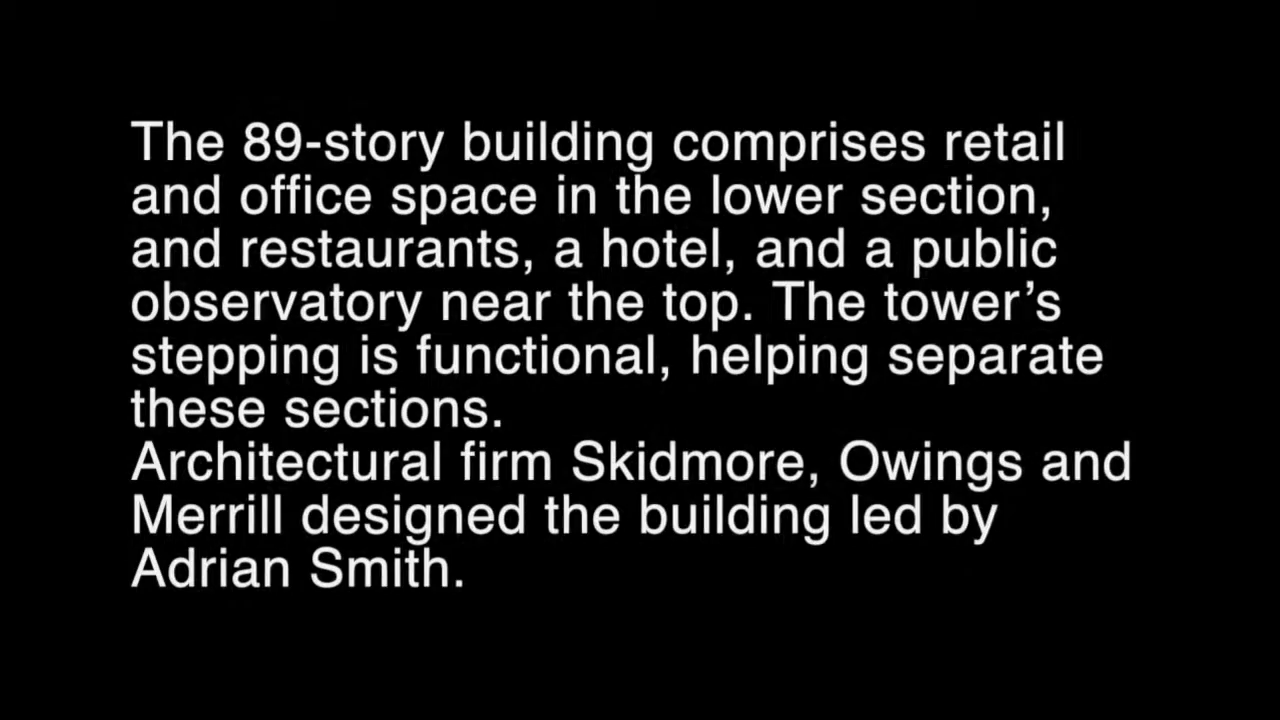 The 89-story building comprises retail
and office space in the lower section,
and restaurants, a hotel, and a public
observatory near the top. The tower’s
stepping is functional, helping separate
these sections.
Architectural firm Skidmore, Owings and
Merrill designed the building led by
Adrian Smith.